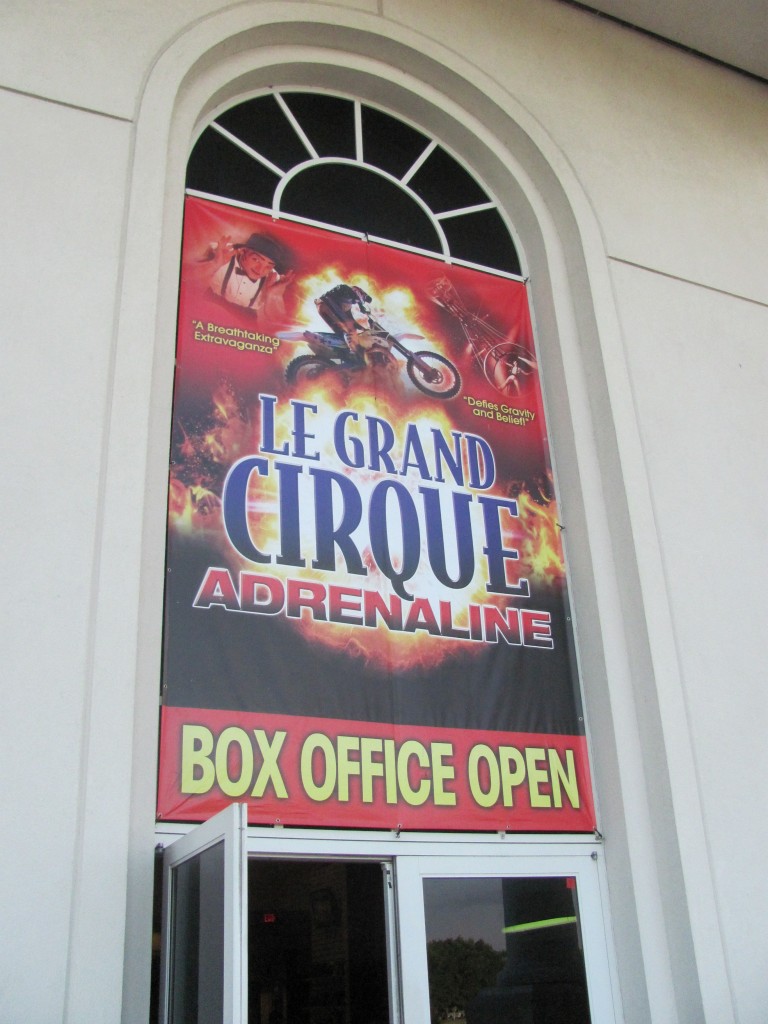 "A Breathtaking
Extravaganza"
"Defies Gravity
and Belief!"
LE GRAND
CIRQUE
ADRENALINE
BOX OFFICE OPEN